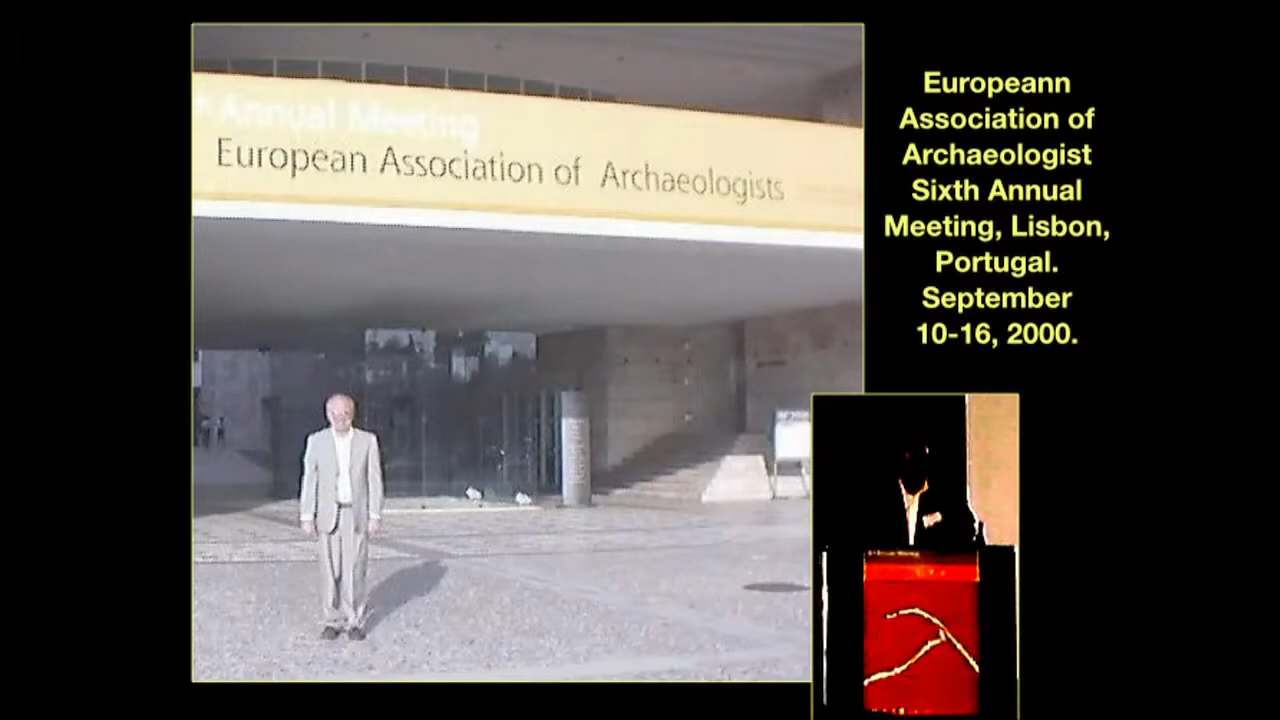 Annual Meeting
European Association of Archaeologists
Europeann
Association of
Archaeologist
Sixth Annual
Meeting, Lisbon,
Portugal.
September
10-16, 2000.